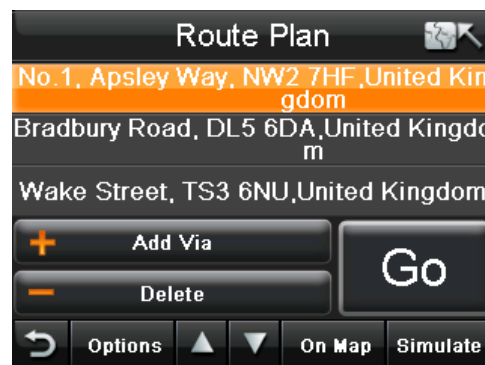 Route Plan
No.1, Apsley Way, NW2 7HF,United Kin
gdom
Bradbury Road, DL5 6DA,United Kingdo
m
Wake Street, TS3 6NU,United Kingdom
Add Via
Delete
Go
Options
On Map
Simulate